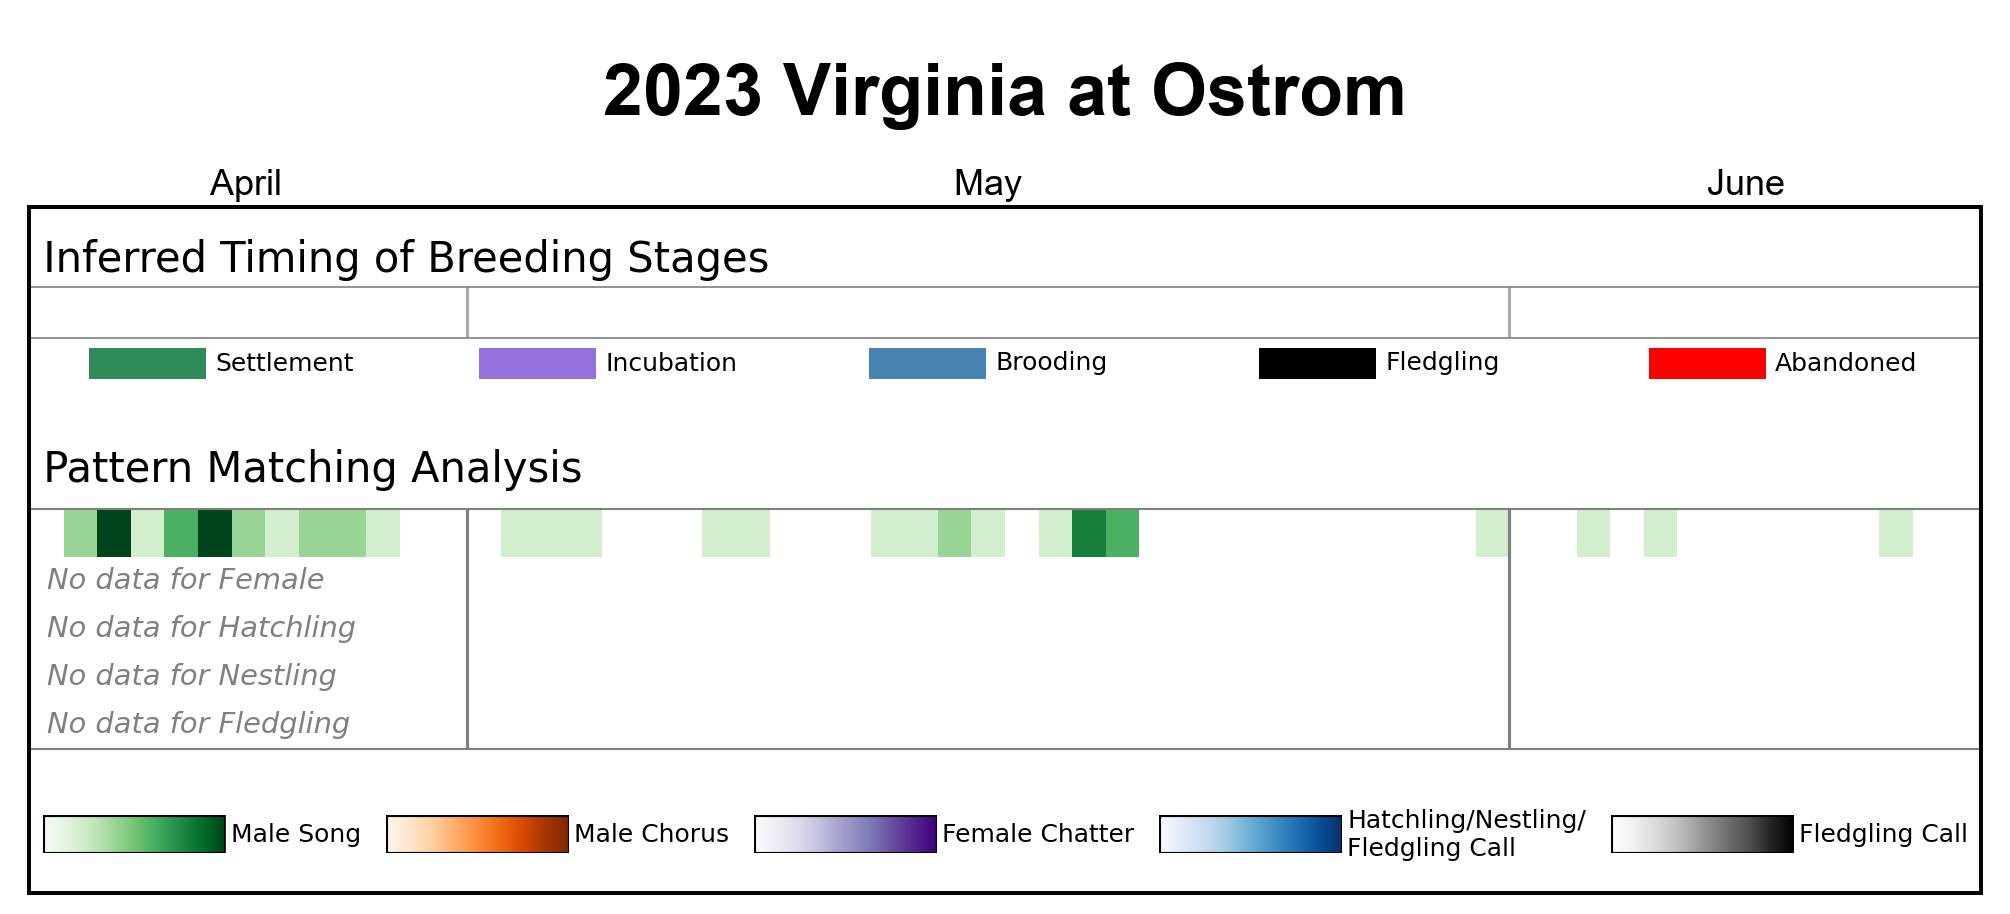 2023 Virginia at Ostrom
April May June
Inferred Timing of Breeding Stages
Settlement Incubation Brooding Fledgling Abandoned
Pattern Matching Analysis
No data for Female
No data for Hatchling
No data for Nestling
No data for Fledgling
Male Song Male Chorus Female Chatter Hatchling/Nestling/
Fledgling Call Fledgling Call